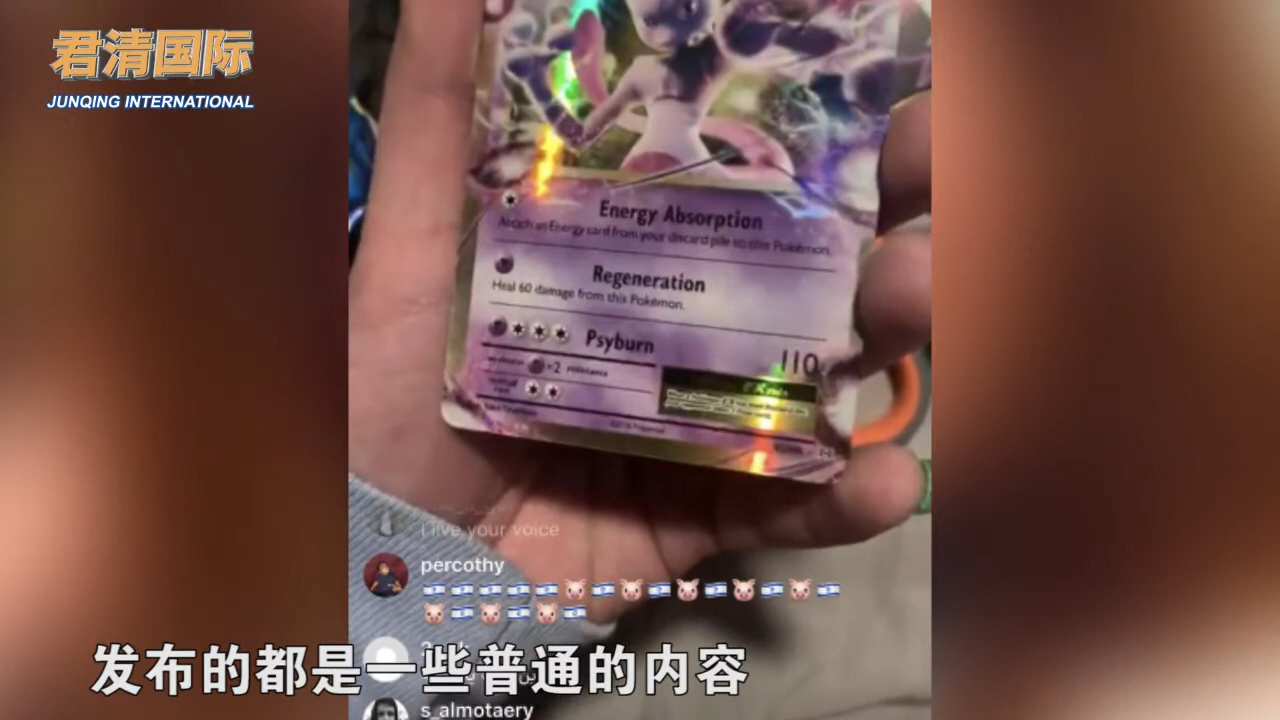 君清国际
JUNQING INTERNATIONAL
Energy Absorption
Attach an Energy card from your discard pile to this Pokémon.
Regeneration
Heal 60 damage from this Pokémon.
Psyburn 110
×2 resistance
your voice
percothy
🇮🇱🇮🇱🇮🇱🇮🇱🇮🇱🐷🇮🇱🐷🇮🇱🐷🇮🇱🐷🇮🇱🐷🇮🇱
🐷🇮🇱🐷🇮🇱🐷🇮🇱
发布的都是一些普通的内容
s_almotaery